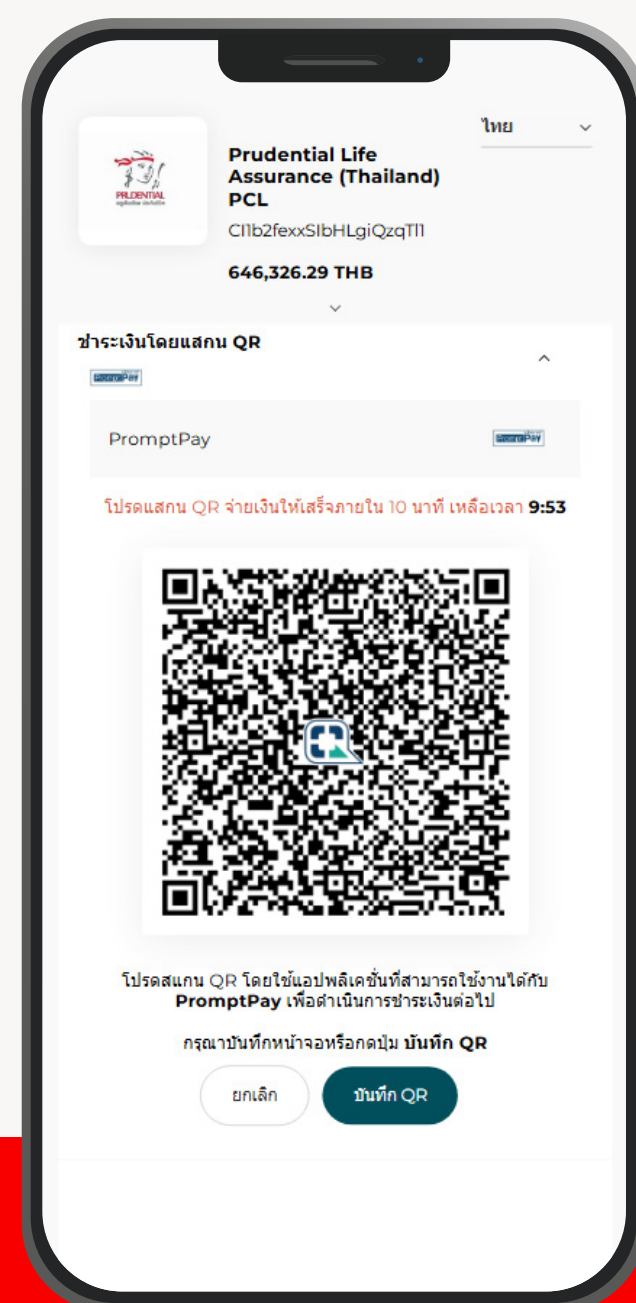 ไทย
PRUDENTIAL
Prudential Life
Assurance (Thailand)
PCL
646,326.29 THB
ชำระเงินโดยแสกน QR
PromptPay
โปรดแสกน QR จ่ายเงินให้เสร็จภายใน 10 นาที เหลือเวลา 9:53
โปรดสแกน QR โดยใช้แอปพลิเคชั่นที่สามารถใช้งานได้กับ
PromptPay เพื่อดำเนินการชำระเงินต่อไป
กรุณาบันทึกหน้าจอหรือกดปุ่ม บันทึก QR
ยกเลิก
บันทึก QR